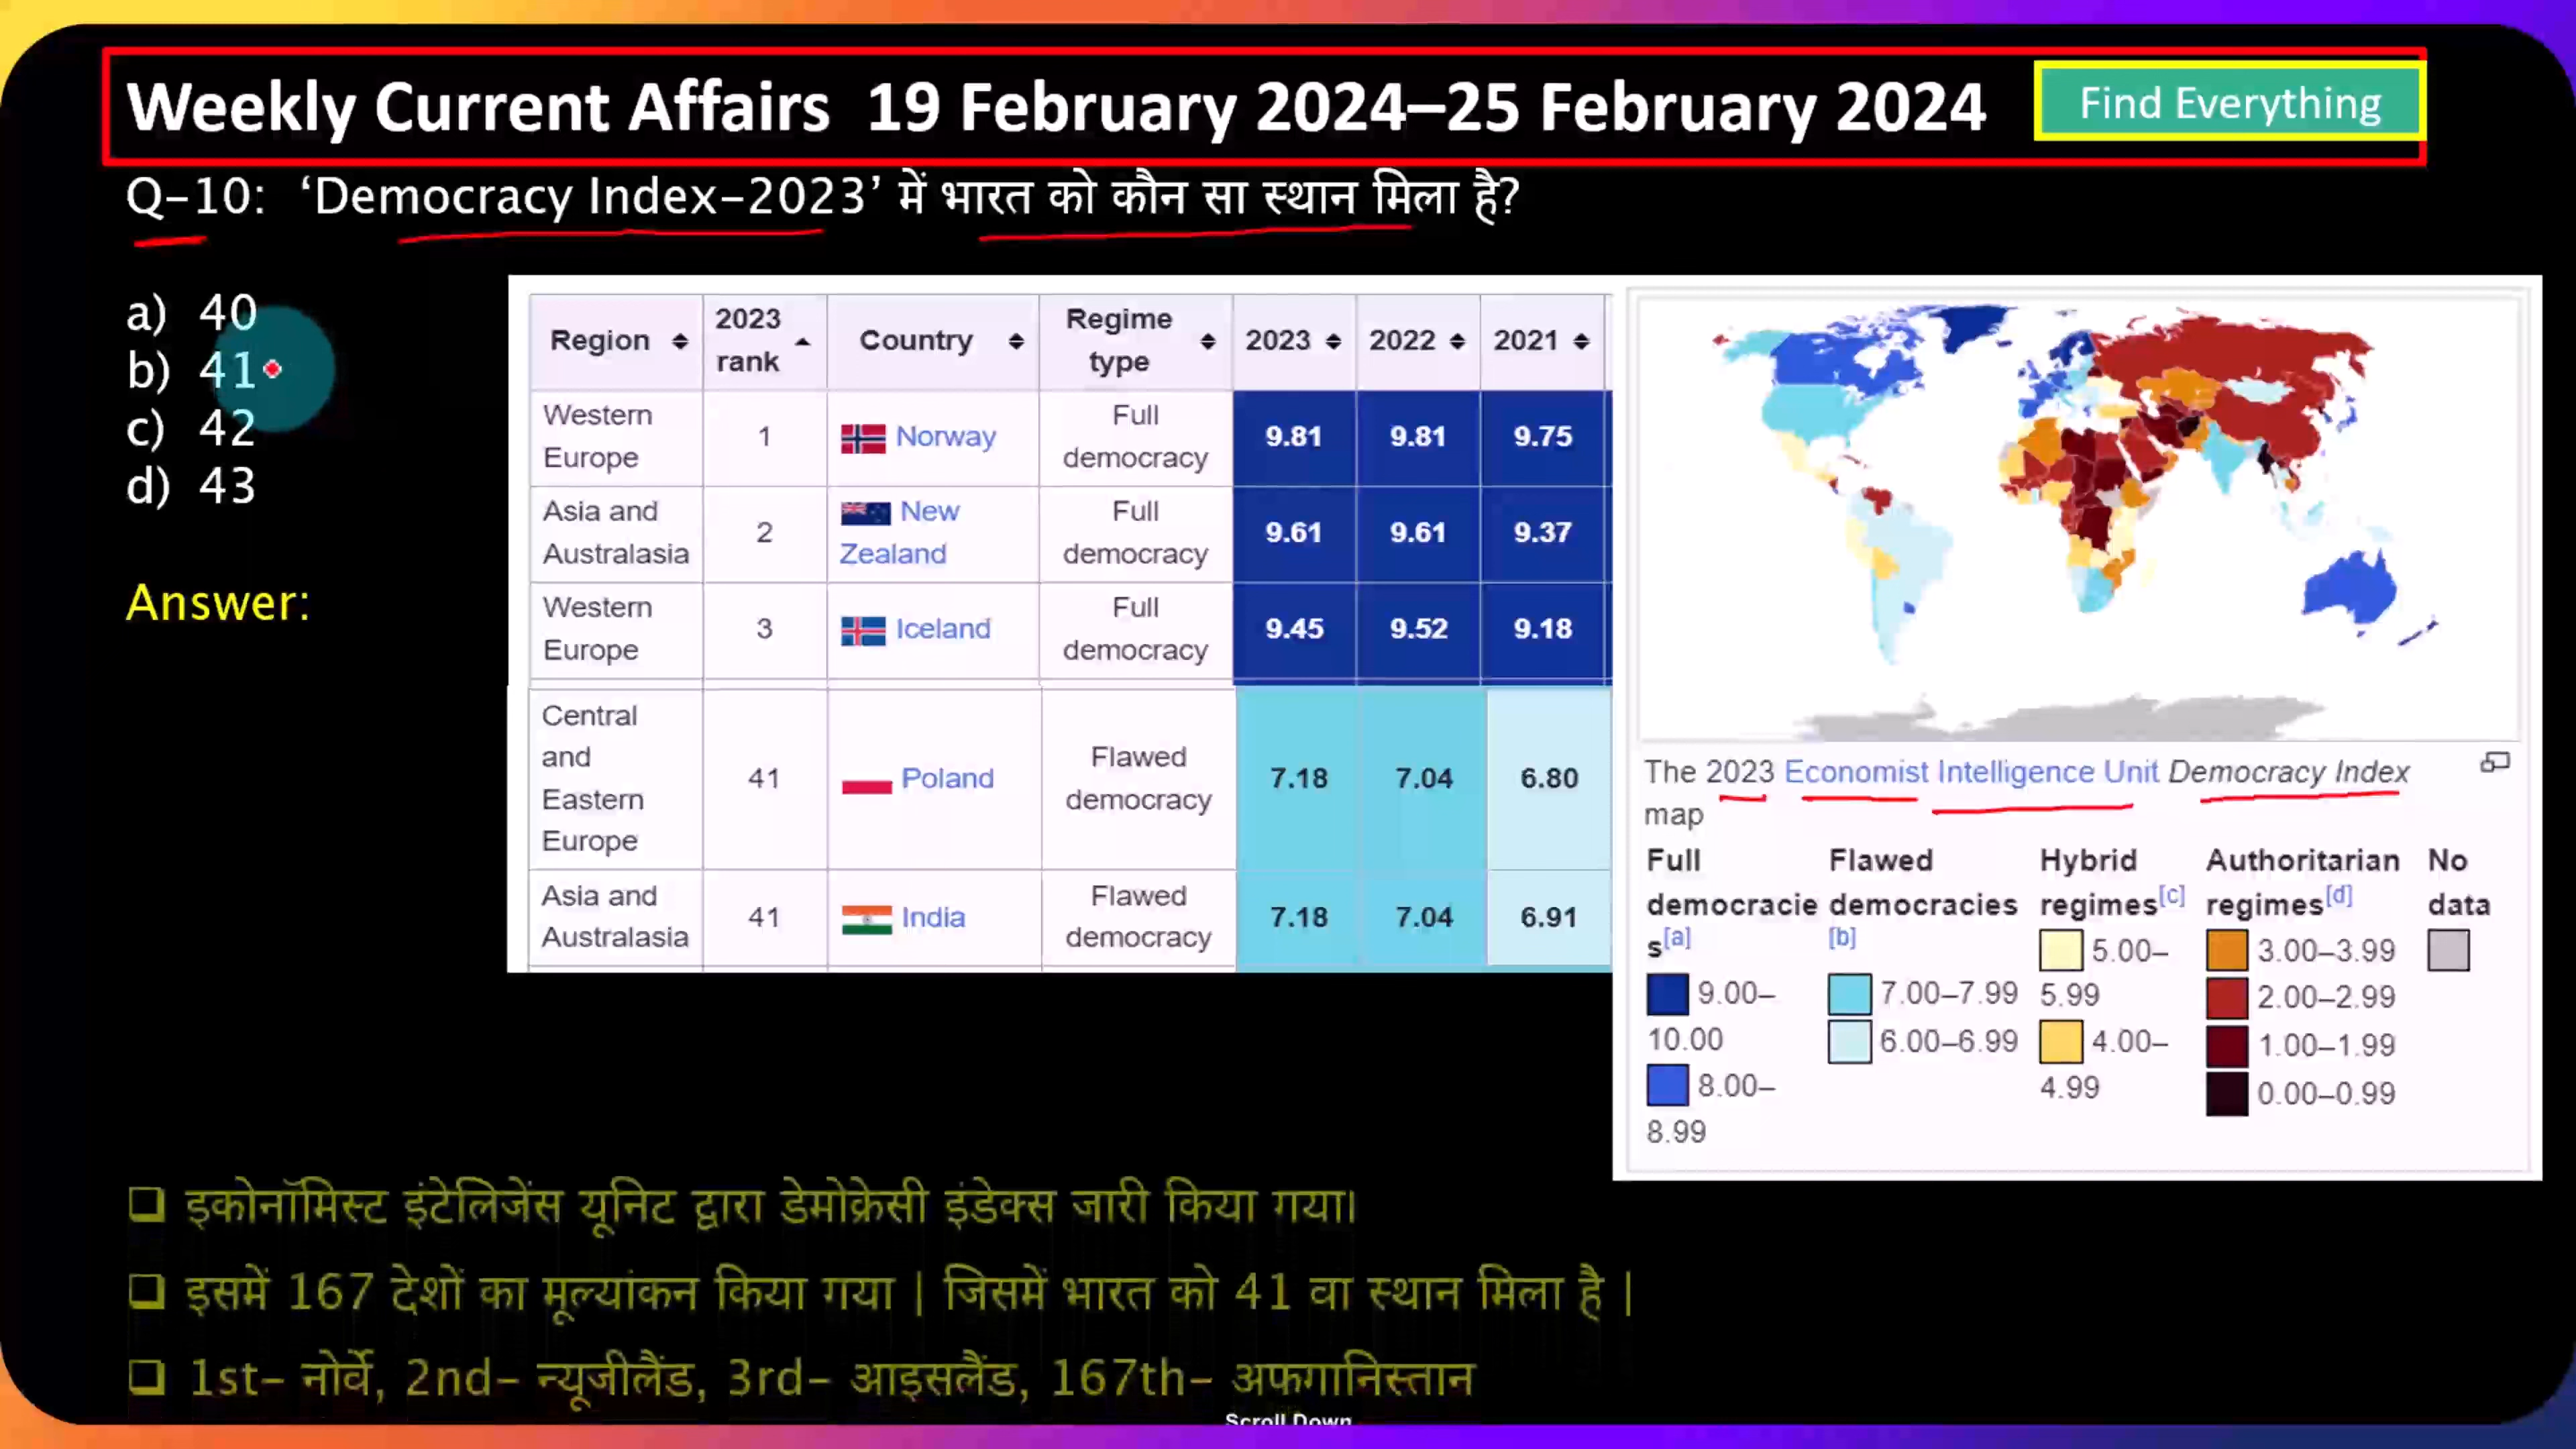 Weekly Current Affairs 19 February 2024–25 February 2024
Find Everything
Q-10: ‘Democracy Index-2023’ में भारत को कौन सा स्थान मिला है?
a) 40
b) 41
c) 42
d) 43
Answer:
Region 2023 rank Country Regime type 2023 2022 2021
Western Europe 1 Norway Full democracy 9.81 9.81 9.75
Asia and Australasia 2 New Zealand Full democracy 9.61 9.61 9.37
Western Europe 3 Iceland Full democracy 9.45 9.52 9.18
Central and Eastern Europe 41 Poland Flawed democracy 7.18 7.04 6.80
Asia and Australasia 41 India Flawed democracy 7.18 7.04 6.91
The 2023 Economist Intelligence Unit Democracy Index
map
Full democracies[a]
9.00–10.00
8.00–8.99
Flawed democracies[b]
7.00–7.99
6.00–6.99
Hybrid regimes[c]
5.00–5.99
4.00–4.99
Authoritarian regimes[d]
3.00–3.99
2.00–2.99
1.00–1.99
0.00–0.99
No data
इकोनॉमिस्ट इंटेलिजेंस यूनिट द्वारा डेमोक्रेसी इंडेक्स जारी किया गया।
इसमें 167 देशों का मूल्यांकन किया गया | जिसमें भारत को 41 वा स्थान मिला है |
1st- नोर्वे, 2nd- न्यूजीलैंड, 3rd- आइसलैंड, 167th- अफगानिस्तान
Scroll Down